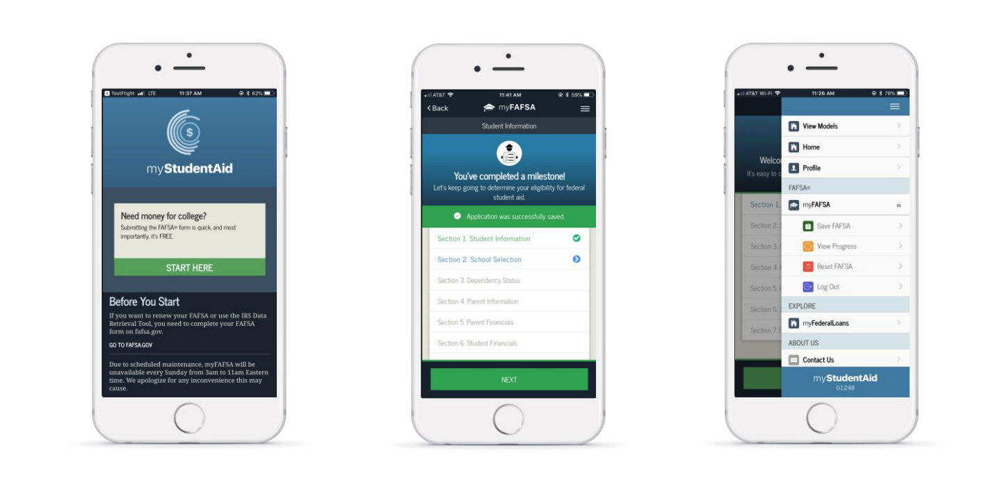 TestFlight LTE 11:37 AM 62%
$
myStudentAid
Need money for college?
Submitting the FAFSA® form is quick, and most
importantly, it's FREE.
START HERE
Before You Start
If you want to renew your FAFSA or use the IRS Data
Retrieval Tool, you need to complete your FAFSA
form on fafsa.gov.
GO TO FAFSA.GOV
Due to scheduled maintenance, myFAFSA will be
unavailable every Sunday from 3am to 11am Eastern
time. We apologize for any inconvenience this may
cause.
AT&T 11:41 AM 59%
Back myFAFSA
Student Information
You've completed a milestone!
Let's keep going to determine your eligibility for federal
student aid.
Application was successfully saved.
Section 1. Student Information
Section 2. School Selection
Section 3. Dependency Status
Section 4. Parent Information
Section 5. Parent Financials
Section 6. Student Financials
NEXT
AT&T Wi-Fi 11:26 AM 78%
Welco
It's easy to c
Section 1.
Section 2.
Section 3.
Section 4.
Section 5.
Section 6.
Section 7.
View Models
Home
Profile
FAFSA®
myFAFSA
Save FAFSA
View Progress
Reset FAFSA
Log Out
EXPLORE
myFederalLoans
ABOUT US
Contact Us
myStudentAid
0.1.248